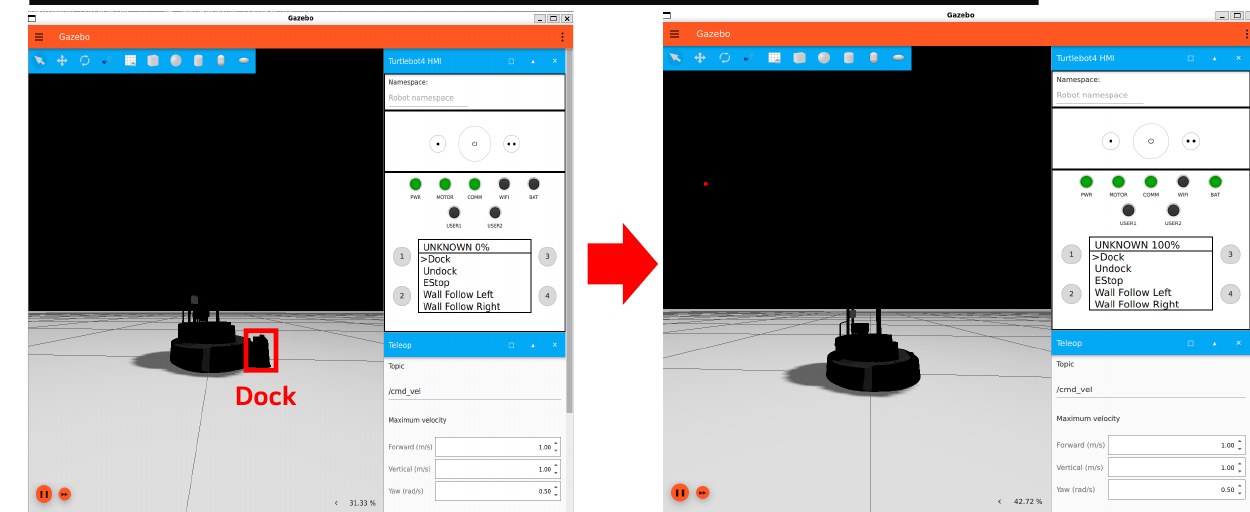 Gazebo
Gazebo
Turtlebot4 HMI
Namespace:
Robot namespace
PWR MOTOR COMM WIFI BAT
USER1 USER2
1
2
UNKNOWN 0%
>Dock
Undock
EStop
Wall Follow Left
Wall Follow Right
3
4
Dock
Teleop
Topic
/cmd_vel
Maximum velocity
Forward (m/s) 1.00
Vertical (m/s) 1.00
Yaw (rad/s) 0.50
< 31.33 %
Gazebo
Gazebo
Turtlebot4 HMI
Namespace:
Robot namespace
PWR MOTOR COMM WIFI BAT
USER1 USER2
1
2
UNKNOWN 100%
>Dock
Undock
EStop
Wall Follow Left
Wall Follow Right
3
4
Teleop
Topic
/cmd_vel
Maximum velocity
Forward (m/s) 1.00
Vertical (m/s) 1.00
Yaw (rad/s) 0.50
< 42.72 %